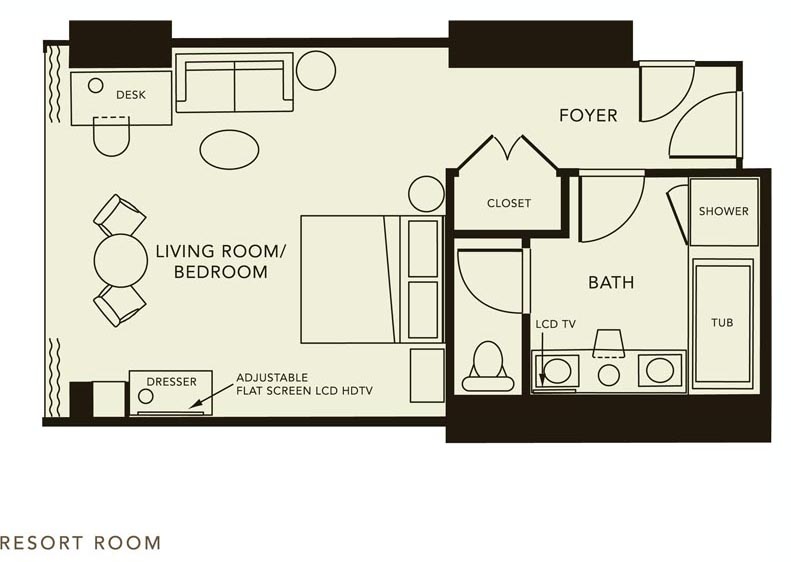 DESK
FOYER
CLOSET
SHOWER
LIVING ROOM/
BEDROOM
BATH
LCD TV
TUB
DRESSER
ADJUSTABLE
FLAT SCREEN LCD HDTV
RESORT ROOM